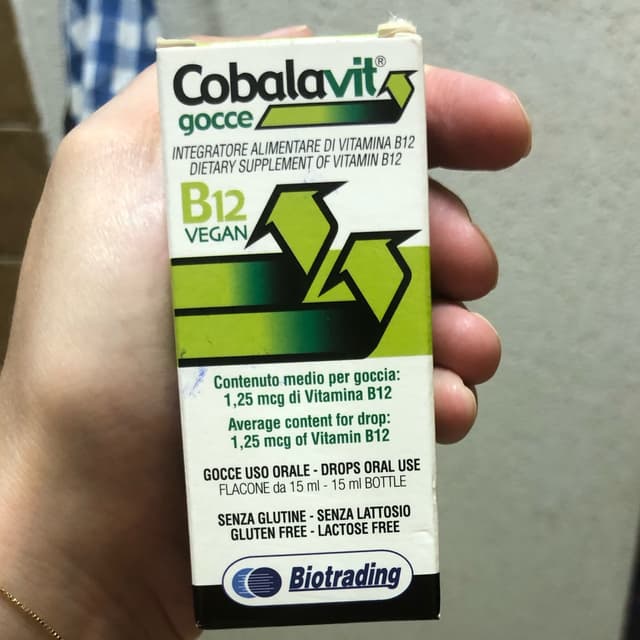 Cobalavit®
gocce
INTEGRATORE ALIMENTARE DI VITAMINA B12
DIETARY SUPPLEMENT OF VITAMIN B12
B12
VEGAN
Contenuto medio per goccia:
1,25 mcg di Vitamina B12
Average content for drop:
1,25 mcg of Vitamin B12
GOCCE USO ORALE - DROPS ORAL USE
FLACONE da 15 ml - 15 ml BOTTLE
SENZA GLUTINE - SENZA LATTOSIO
GLUTEN FREE - LACTOSE FREE
Biotrading